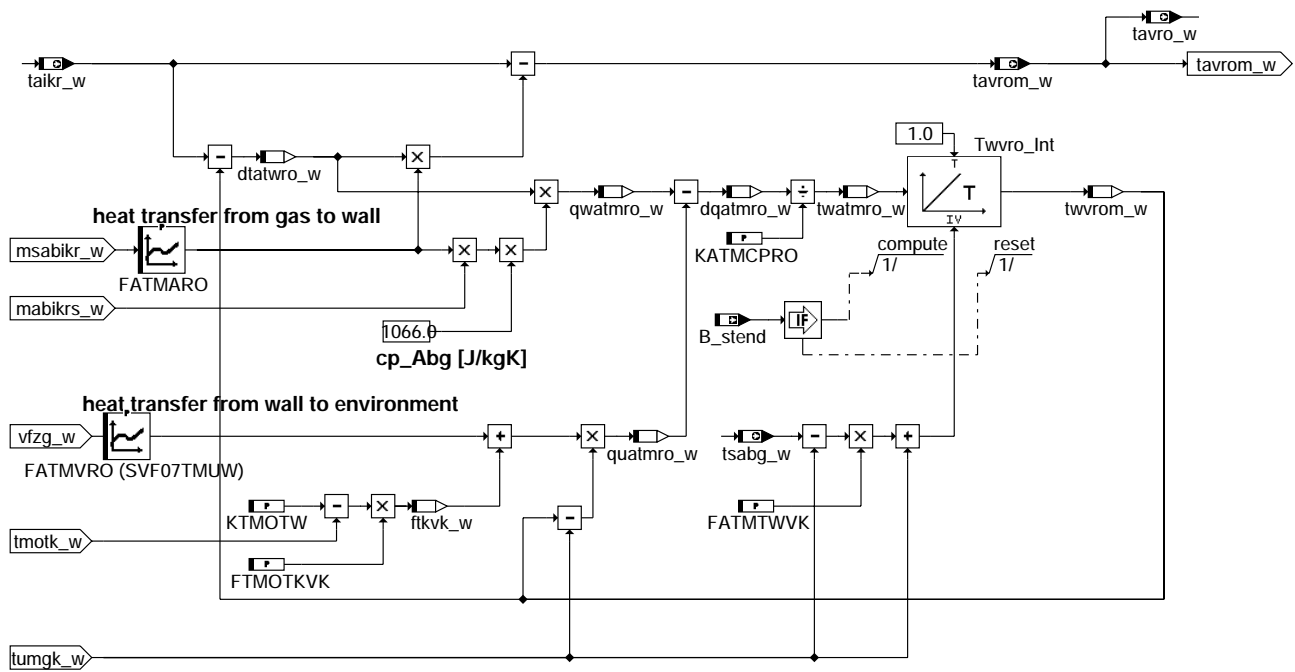 tavro_w
taikr_w
tavrom_w
tavrom_w
1.0
Twvro_Int
T
dtatwro_w
T
qwatmro_w
dqatmro_w
twatmro_w
twvrom_w
IV
heat transfer from gas to wall
P
msabikr_w
FATMARO
P
KATMCPRO
compute
1/
reset
1/
mabikrs_w
1066.0
cp_Abg [J/kgK]
IF
B_stend
heat transfer from wall to environment
P
vfzg_w
FATMVRO (SVF07TMUW)
quatmro_w
tsabg_w
P
KTMOTW
ftkvk_w
P
FATMTWVK
tmotk_w
P
FTMOTKVK
tumgk_w